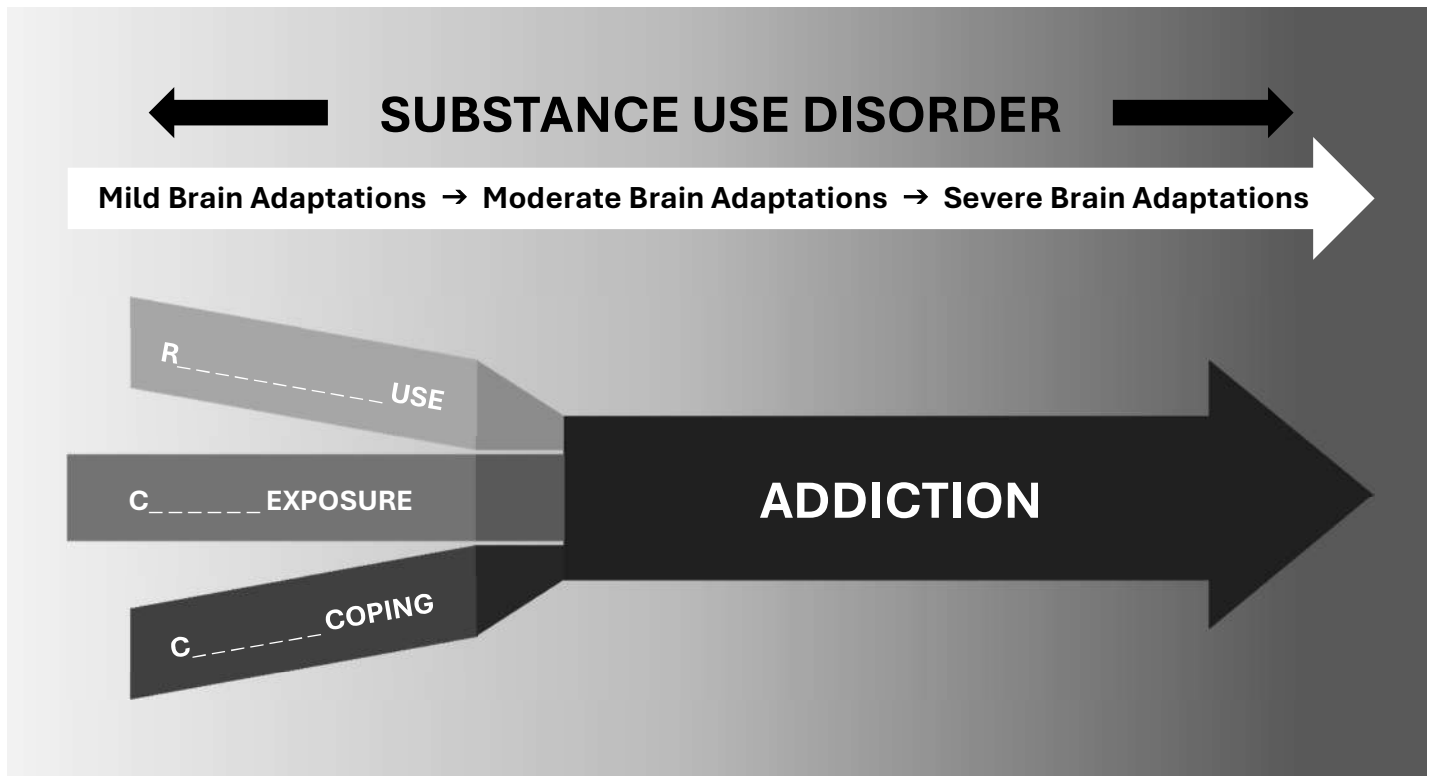 SUBSTANCE USE DISORDER
Mild Brain Adaptations → Moderate Brain Adaptations → Severe Brain Adaptations
R_ _ _ _ _ _ _ _ _ _ _ _ USE
C_ _ _ _ _ _ EXPOSURE
C_ _ _ _ _ _ _ COPING
ADDICTION